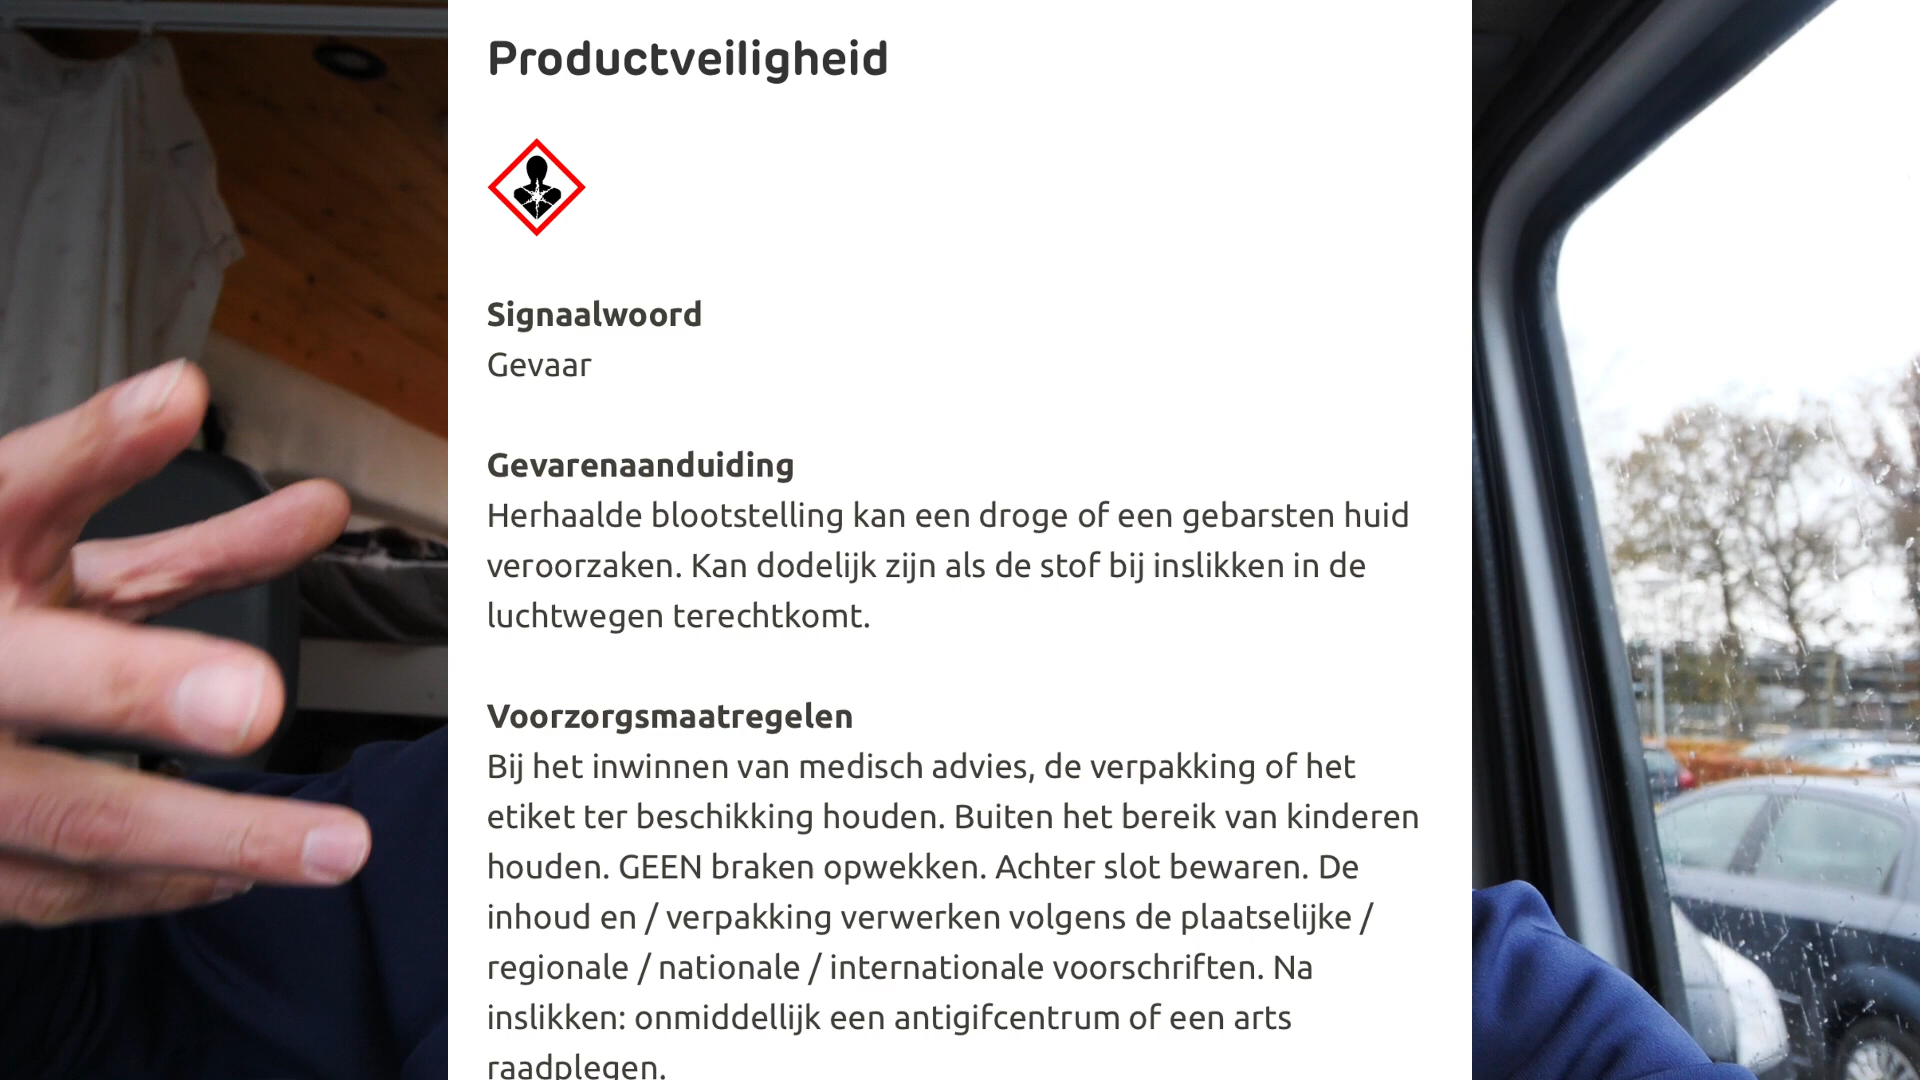 Productveiligheid
Signaalwoord
Gevaar
Gevarenaanduiding
Herhaalde blootstelling kan een droge of een gebarsten huid
veroorzaken. Kan dodelijk zijn als de stof bij inslikken in de
luchtwegen terechtkomt.
Voorzorgsmaatregelen
Bij het inwinnen van medisch advies, de verpakking of het
etiket ter beschikking houden. Buiten het bereik van kinderen
houden. GEEN braken opwekken. Achter slot bewaren. De
inhoud en / verpakking verwerken volgens de plaatselijke /
regionale / nationale / internationale voorschriften. Na
inslikken: onmiddellijk een antigifcentrum of een arts
raadplegen.